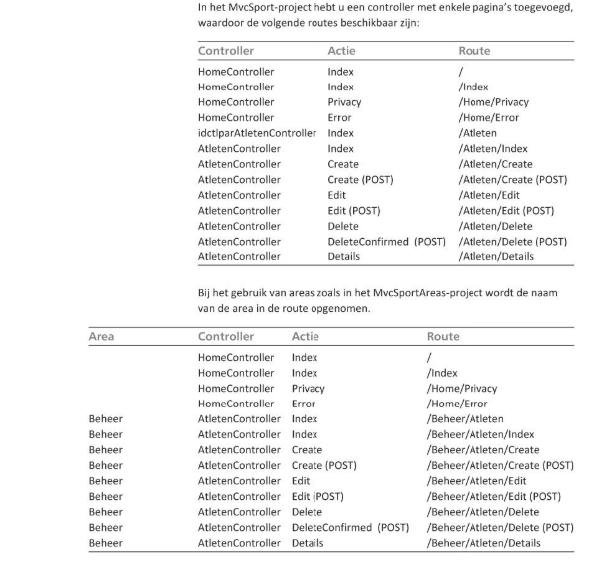 In het MvcSport-project hebt u een controller met enkele pagina's toegevoegd,
waardoor de volgende routes beschikbaar zijn:
Controller Actie Route
HomeController Index /
HomeController Index /Index
HomeController Privacy /Home/Privacy
HomeController Error /Home/Error
idctlparAtletenController Index /Atleten
AtletenController Index /Atleten/Index
AtletenController Create /Atleten/Create
AtletenController Create (POST) /Atleten/Create (POST)
AtletenController Edit /Atleten/Edit
AtletenController Edit (POST) /Atleten/Edit (POST)
AtletenController Delete /Atleten/Delete
AtletenController DeleteConfirmed (POST) /Atleten/Delete (POST)
AtletenController Details /Atleten/Details
Bij het gebruik van areas zoals in het MvcSportAreas-project wordt de naam
van de area in de route opgenomen.
Area Controller Actie Route
HomeController Index /
HomeController Index /Index
HomeController Privacy /Home/Privacy
HomeController Error /Home/Error
Beheer AtletenController Index /Beheer/Atleten
Beheer AtletenController Index /Beheer/Atleten/Index
Beheer AtletenController Create /Beheer/Atleten/Create
Beheer AtletenController Create (POST) /Beheer/Atleten/Create (POST)
Beheer AtletenController Edit /Beheer/Atleten/Edit
Beheer AtletenController Edit (POST) /Beheer/Atleten/Edit (POST)
Beheer AtletenController Delete /Beheer/Atleten/Delete
Beheer AtletenController DeleteConfirmed (POST) /Beheer/Atleten/Delete (POST)
Beheer AtletenController Details /Beheer/Atleten/Details